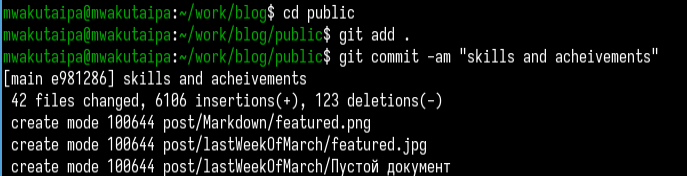 mwakutaipa@mwakutaipa:~/work/blog$ cd public
mwakutaipa@mwakutaipa:~/work/blog/public$ git add .
mwakutaipa@mwakutaipa:~/work/blog/public$ git commit -am "skills and acheivements"
[main e981286] skills and acheivements
 42 files changed, 6106 insertions(+), 123 deletions(-)
 create mode 100644 post/Markdown/featured.png
 create mode 100644 post/lastWeekOfMarch/featured.jpg
 create mode 100644 post/lastWeekOfMarch/Пустой документ